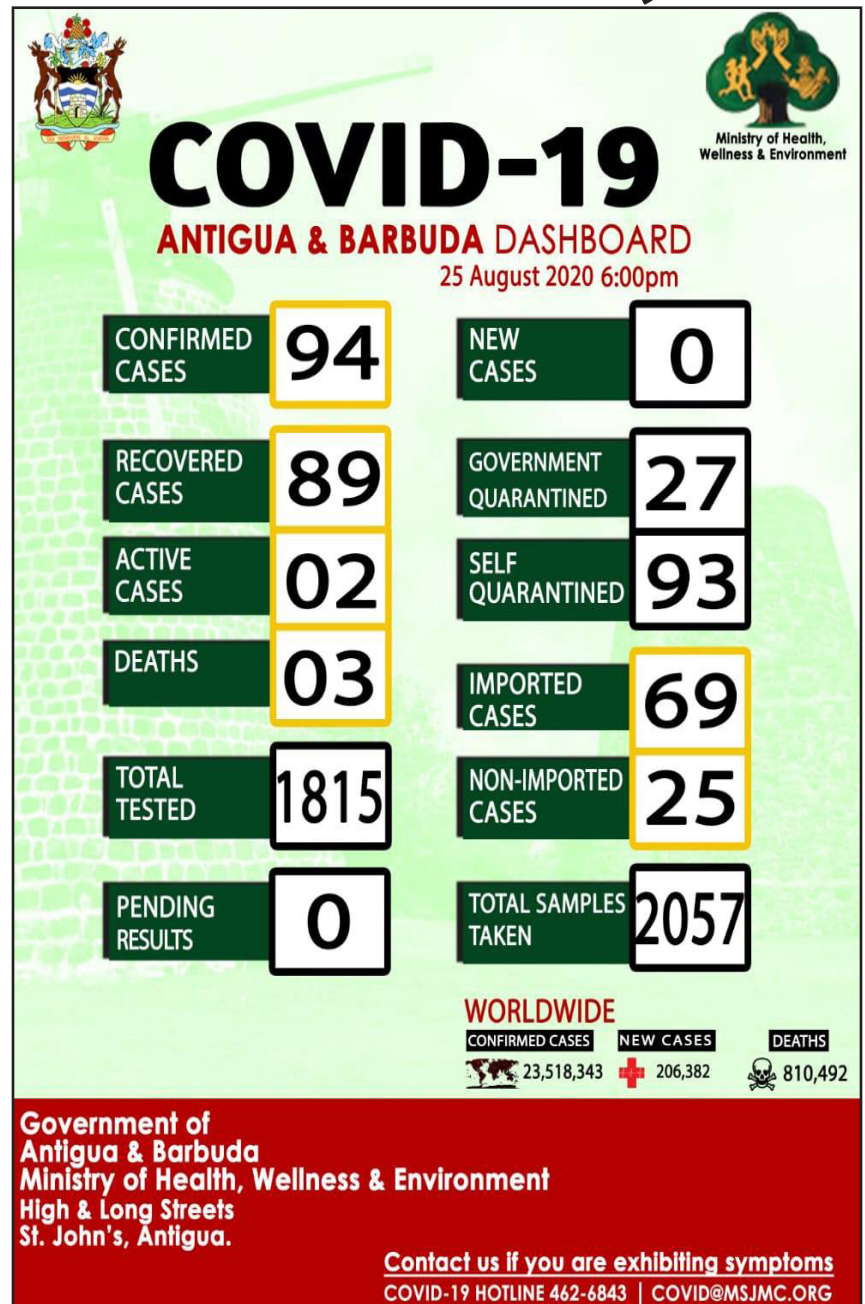 Ministry of Health,
Wellness & Environment
COVID-19
ANTIGUA & BARBUDA DASHBOARD
25 August 2020 6:00pm
CONFIRMED
CASES
94
NEW
CASES
0
RECOVERED
CASES
89
GOVERNMENT
QUARANTINED
27
ACTIVE
CASES
02
SELF
QUARANTINED
93
DEATHS
03
IMPORTED
CASES
69
TOTAL
TESTED
1815
NON-IMPORTED
CASES
25
PENDING
RESULTS
0
TOTAL SAMPLES
TAKEN
2057
WORLDWIDE
CONFIRMED CASES NEW CASES DEATHS
23,518,343 206,382 810,492
Government of
Antigua & Barbuda
Ministry of Health, Wellness & Environment
High & Long Streets
St. John's, Antigua.
Contact us if you are exhibiting symptoms
COVID-19 HOTLINE 462-6843 | COVID@MSJMC.ORG